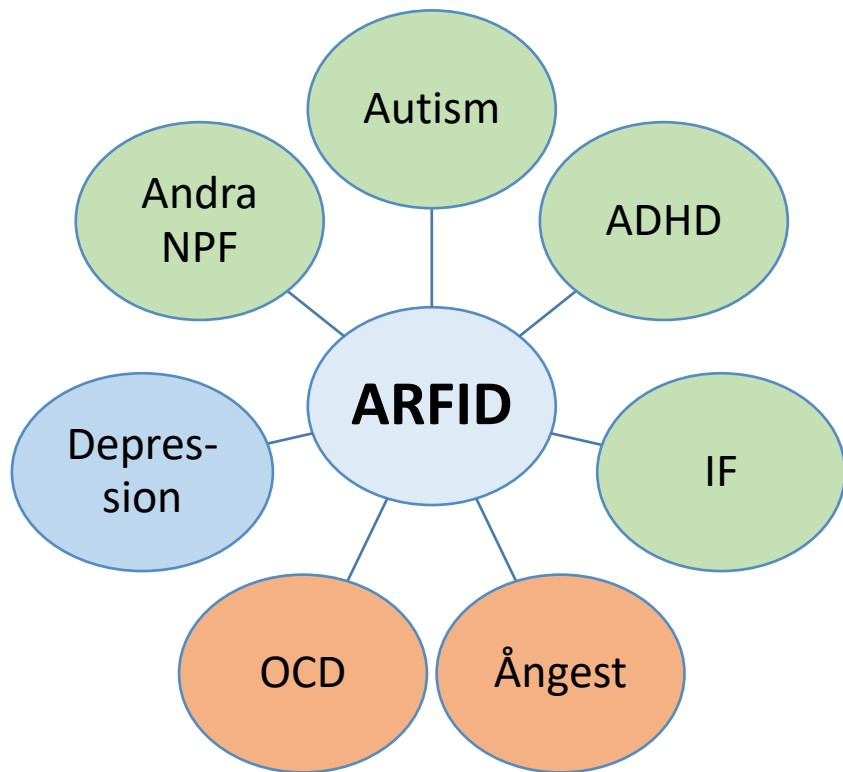 Autism
Andra
NPF
ADHD
ARFID
Depres-
sion
IF
OCD
Ångest